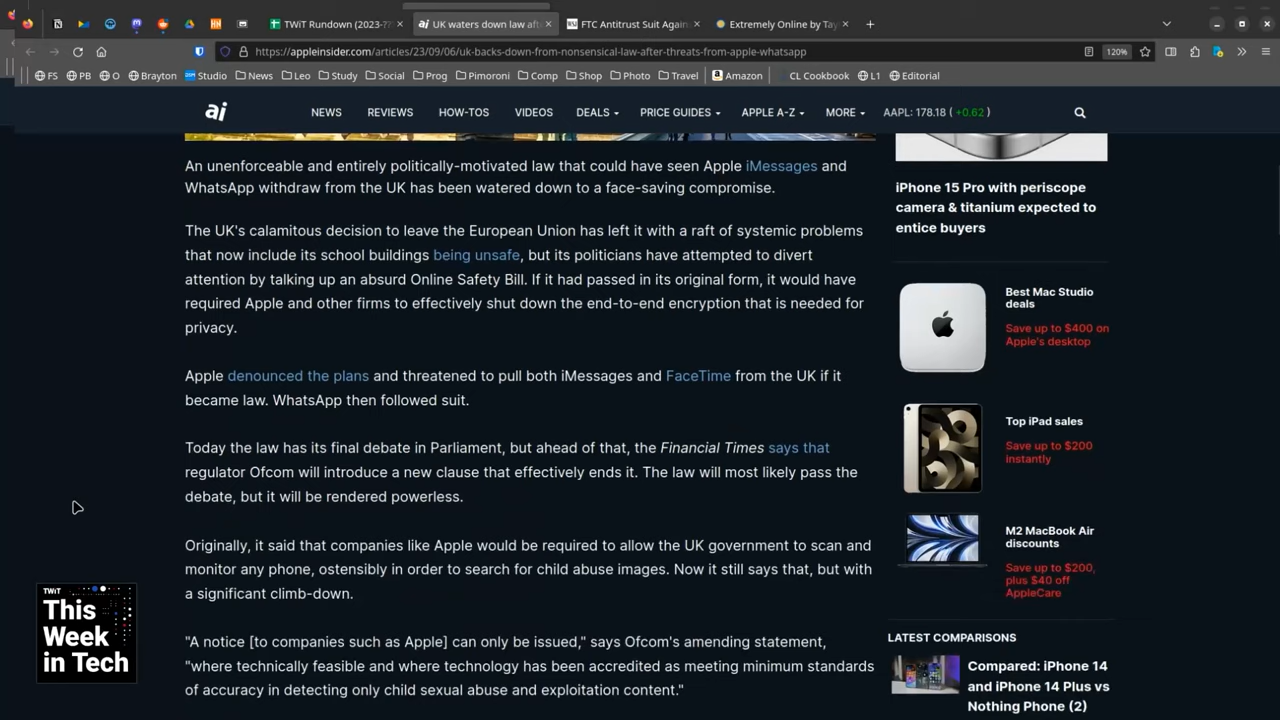 TWiT Rundown (2023-??
UK waters down law aft
FTC Antitrust Suit Again
Extremely Online by Tay
https://appleinsider.com/articles/23/09/06/uk-backs-down-from-nonsensical-law-after-threats-from-apple-whatsapp
120%
FS PB O Brayton Studio News Leo Study Social Prog Pimoroni Comp Shop Photo Travel Amazon CL Cookbook L1 Editorial
ai NEWS REVIEWS HOW-TOS VIDEOS DEALS PRICE GUIDES APPLE A-Z MORE AAPL: 178.18 ( +0.62 )
An unenforceable and entirely politically-motivated law that could have seen Apple iMessages and
WhatsApp withdraw from the UK has been watered down to a face-saving compromise.
The UK's calamitous decision to leave the European Union has left it with a raft of systemic problems
that now include its school buildings being unsafe, but its politicians have attempted to divert
attention by talking up an absurd Online Safety Bill. If it had passed in its original form, it would have
required Apple and other firms to effectively shut down the end-to-end encryption that is needed for
privacy.
Apple denounced the plans and threatened to pull both iMessages and FaceTime from the UK if it
became law. WhatsApp then followed suit.
Today the law has its final debate in Parliament, but ahead of that, the Financial Times says that
regulator Ofcom will introduce a new clause that effectively ends it. The law will most likely pass the
debate, but it will be rendered powerless.
Originally, it said that companies like Apple would be required to allow the UK government to scan and
monitor any phone, ostensibly in order to search for child abuse images. Now it still says that, but with
a significant climb-down.
"A notice [to companies such as Apple] can only be issued," says Ofcom's amending statement,
"where technically feasible and where technology has been accredited as meeting minimum standards
of accuracy in detecting only child sexual abuse and exploitation content."
iPhone 15 Pro with periscope
camera & titanium expected to
entice buyers
Best Mac Studio
deals
Save up to $400 on
Apple's desktop
Top iPad sales
Save up to $200
instantly
M2 MacBook Air
discounts
Save up to $200,
plus $40 off
AppleCare
LATEST COMPARISONS
Compared: iPhone 14
and iPhone 14 Plus vs
Nothing Phone (2)
TWiT
This
Week
in Tech